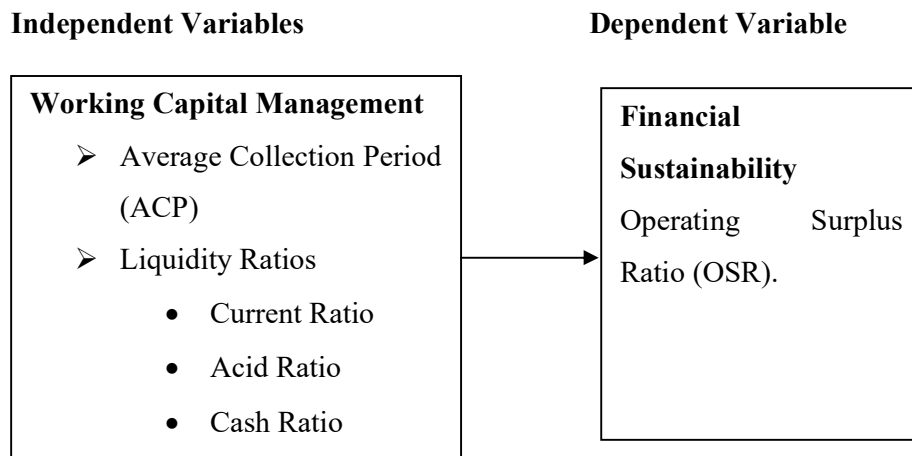 Independent Variables
Dependent Variable
Working Capital Management
➢ Average Collection Period
(ACP)
➢ Liquidity Ratios
• Current Ratio
• Acid Ratio
• Cash Ratio
Financial
Sustainability
Operating Surplus
Ratio (OSR).